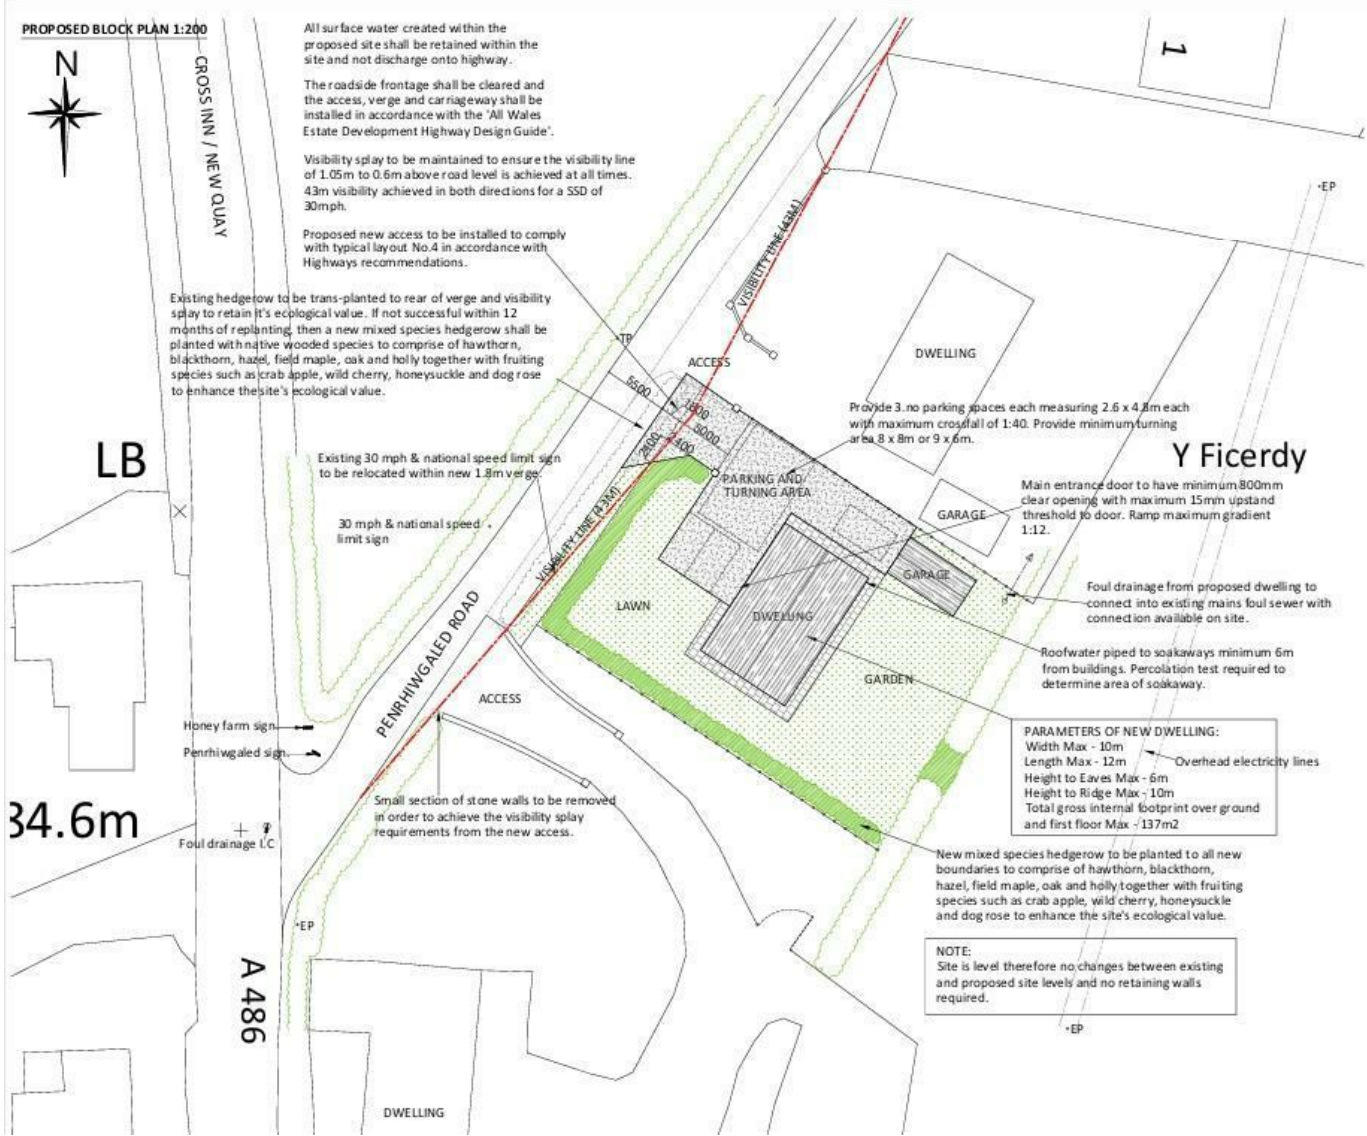 PROPOSED BLOCK PLAN 1:200
N
CROSS INN / NEW QUAY
All surface water created within the
proposed site shall be retained within the
site and not discharge onto highway.
The roadside frontage shall be cleared and
the access, verge and carriageway shall be
installed in accordance with the 'All Wales
Estate Development Highway Design Guide'.
Visibility splay to be maintained to ensure the visibility line
of 1.05m to 0.6m above road level is achieved at all times.
43m visibility achieved in both directions for a SSD of
30mph.
Proposed new access to be installed to comply
with typical layout No.4 in accordance with
Highways recommendations.
Existing hedgerow to be trans-planted to rear of verge and visibility
splay to retain it's ecological value. If not successful within 12
months of replanting, then a new mixed species hedgerow shall be
planted with native wooded species to comprise of hawthorn,
blackthorn, hazel, field maple, oak and holly together with fruiting
species such as crab apple, wild cherry, honeysuckle and dog rose
to enhance the site's ecological value.
1
EP
VISIBILITY LINE (43M)
TP
ACCESS
DWELLING
5500
1800
5000
2400
2400
Provide 3.no parking spaces each measuring 2.6 x 4.8m each
with maximum crossfall of 1:40. Provide minimum turning
area 8 x 8m or 9 x 6m.
LB
Existing 30 mph & national speed limit sign
to be relocated within new 1.8m verge.
30 mph & national speed
limit sign
VISIBILITY LINE (43M)
PARKING AND
TURNING AREA
Y Ficerdy
Main entrance door to have minimum 800mm
clear opening with maximum 15mm upstand
threshold to door. Ramp maximum gradient
1:12.
GARAGE
GARAGE
LAWN
DWELLING
GARDEN
Foul drainage from proposed dwelling to
connect into existing mains foul sewer with
connection available on site.
Roofwater piped to soakaways minimum 6m
from buildings. Percolation test required to
determine area of soakaway.
PENRHIWGALED ROAD
ACCESS
Honey farm sign
Penrhiwgaled sign
PARAMETERS OF NEW DWELLING:
Width Max - 10m
Length Max - 12m
Height to Eaves Max - 6m
Height to Ridge Max - 10m
Total gross internal footprint over ground
and first floor Max - 137m2
Overhead electricity lines
Small section of stone walls to be removed
in order to achieve the visibility splay
requirements from the new access.
34.6m
Foul drainage I.C
New mixed species hedgerow to be planted to all new
boundaries to comprise of hawthorn, blackthorn,
hazel, field maple, oak and holly together with fruiting
species such as crab apple, wild cherry, honeysuckle
and dog rose to enhance the site's ecological value.
EP
A 486
NOTE:
Site is level therefore no changes between existing
and proposed site levels and no retaining walls
required.
EP
DWELLING